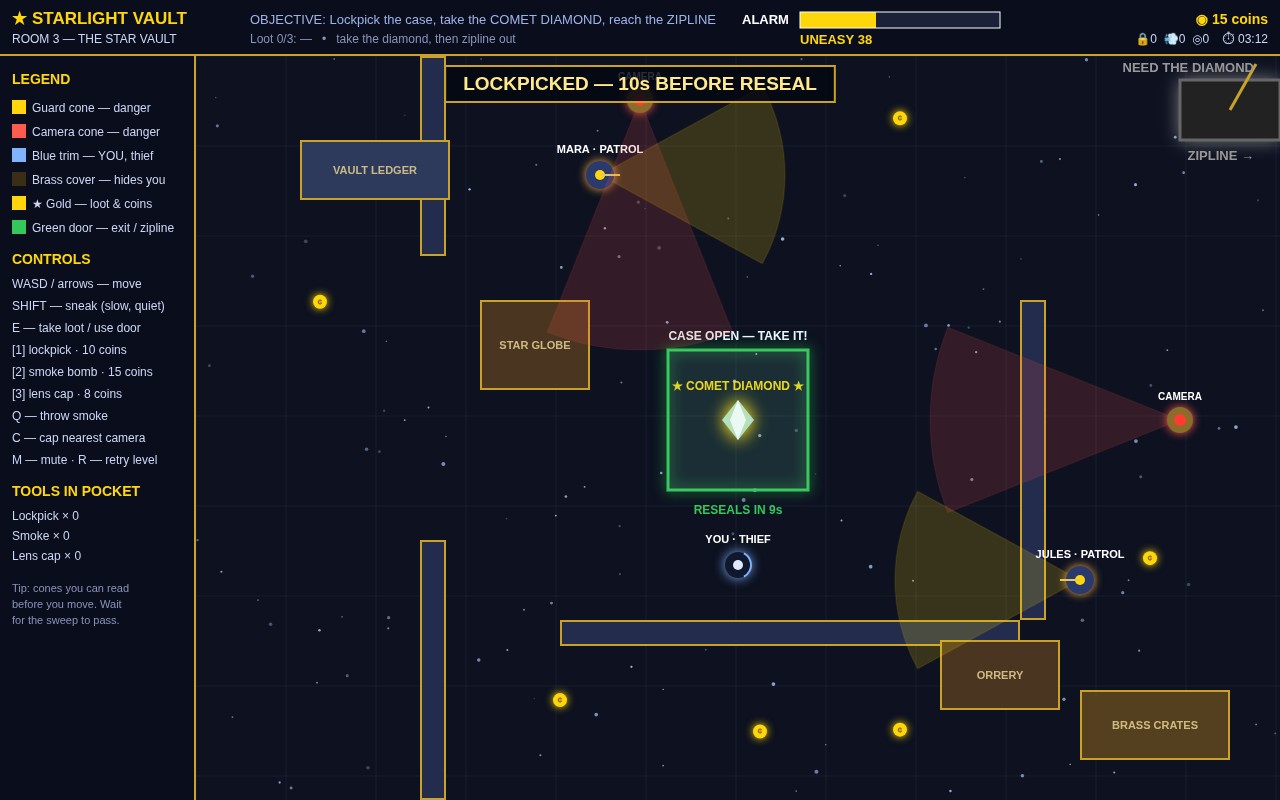 ★ STARLIGHT VAULT
ROOM 3 — THE STAR VAULT
OBJECTIVE: Lockpick the case, take the COMET DIAMOND, reach the ZIPLINE
Loot 0/3: — • take the diamond, then zipline out
ALARM
UNEASY 38
◉ 15 coins
🔒0 💨0 ◎0 ⏱ 03:12
LEGEND
Guard cone — danger
Camera cone — danger
Blue trim — YOU, thief
Brass cover — hides you
★ Gold — loot & coins
Green door — exit / zipline
CONTROLS
WASD / arrows — move
SHIFT — sneak (slow, quiet)
E — take loot / use door
[1] lockpick · 10 coins
[2] smoke bomb · 15 coins
[3] lens cap · 8 coins
Q — throw smoke
C — cap nearest camera
M — mute · R — retry level
TOOLS IN POCKET
Lockpick × 0
Smoke × 0
Lens cap × 0
Tip: cones you can read
before you move. Wait
for the sweep to pass.
CAMERA
LOCKPICKED — 10s BEFORE RESEAL
NEED THE DIAMOND
ZIPLINE →
MARA · PATROL
VAULT LEDGER
STAR GLOBE
CASE OPEN — TAKE IT!
★ COMET DIAMOND ★
RESEALS IN 9s
CAMERA
YOU · THIEF
JULES · PATROL
ORRERY
BRASS CRATES